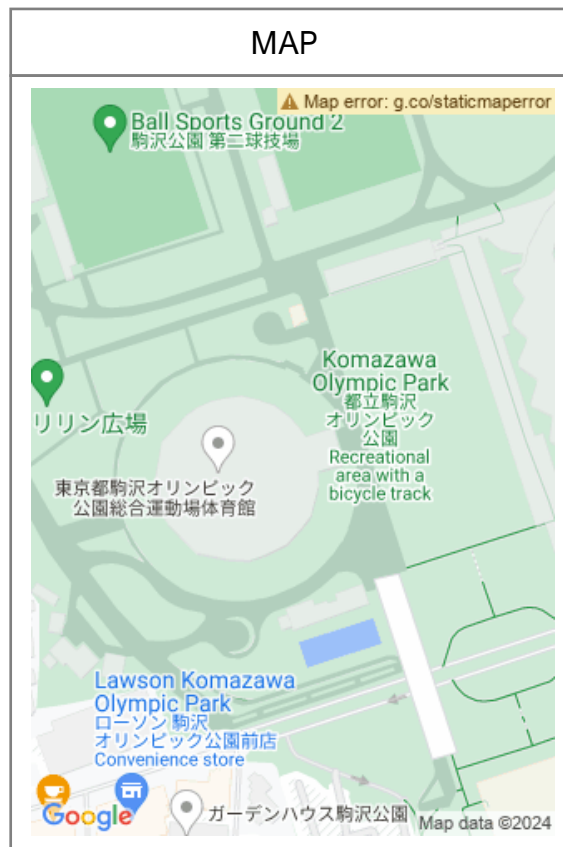 MAP
Map error: g.co/staticmaperror
Ball Sports Ground 2
駒沢公園 第二球技場
Komazawa
Olympic Park
都立駒沢
オリンピック
公園
Recreational
area with a
bicycle track
リリン広場
東京都駒沢オリンピック
公園総合運動場体育館
Lawson Komazawa
Olympic Park
ローソン 駒沢
オリンピック公園前店
Convenience store
ガーデンハウス駒沢公園
Google
Map data ©2024